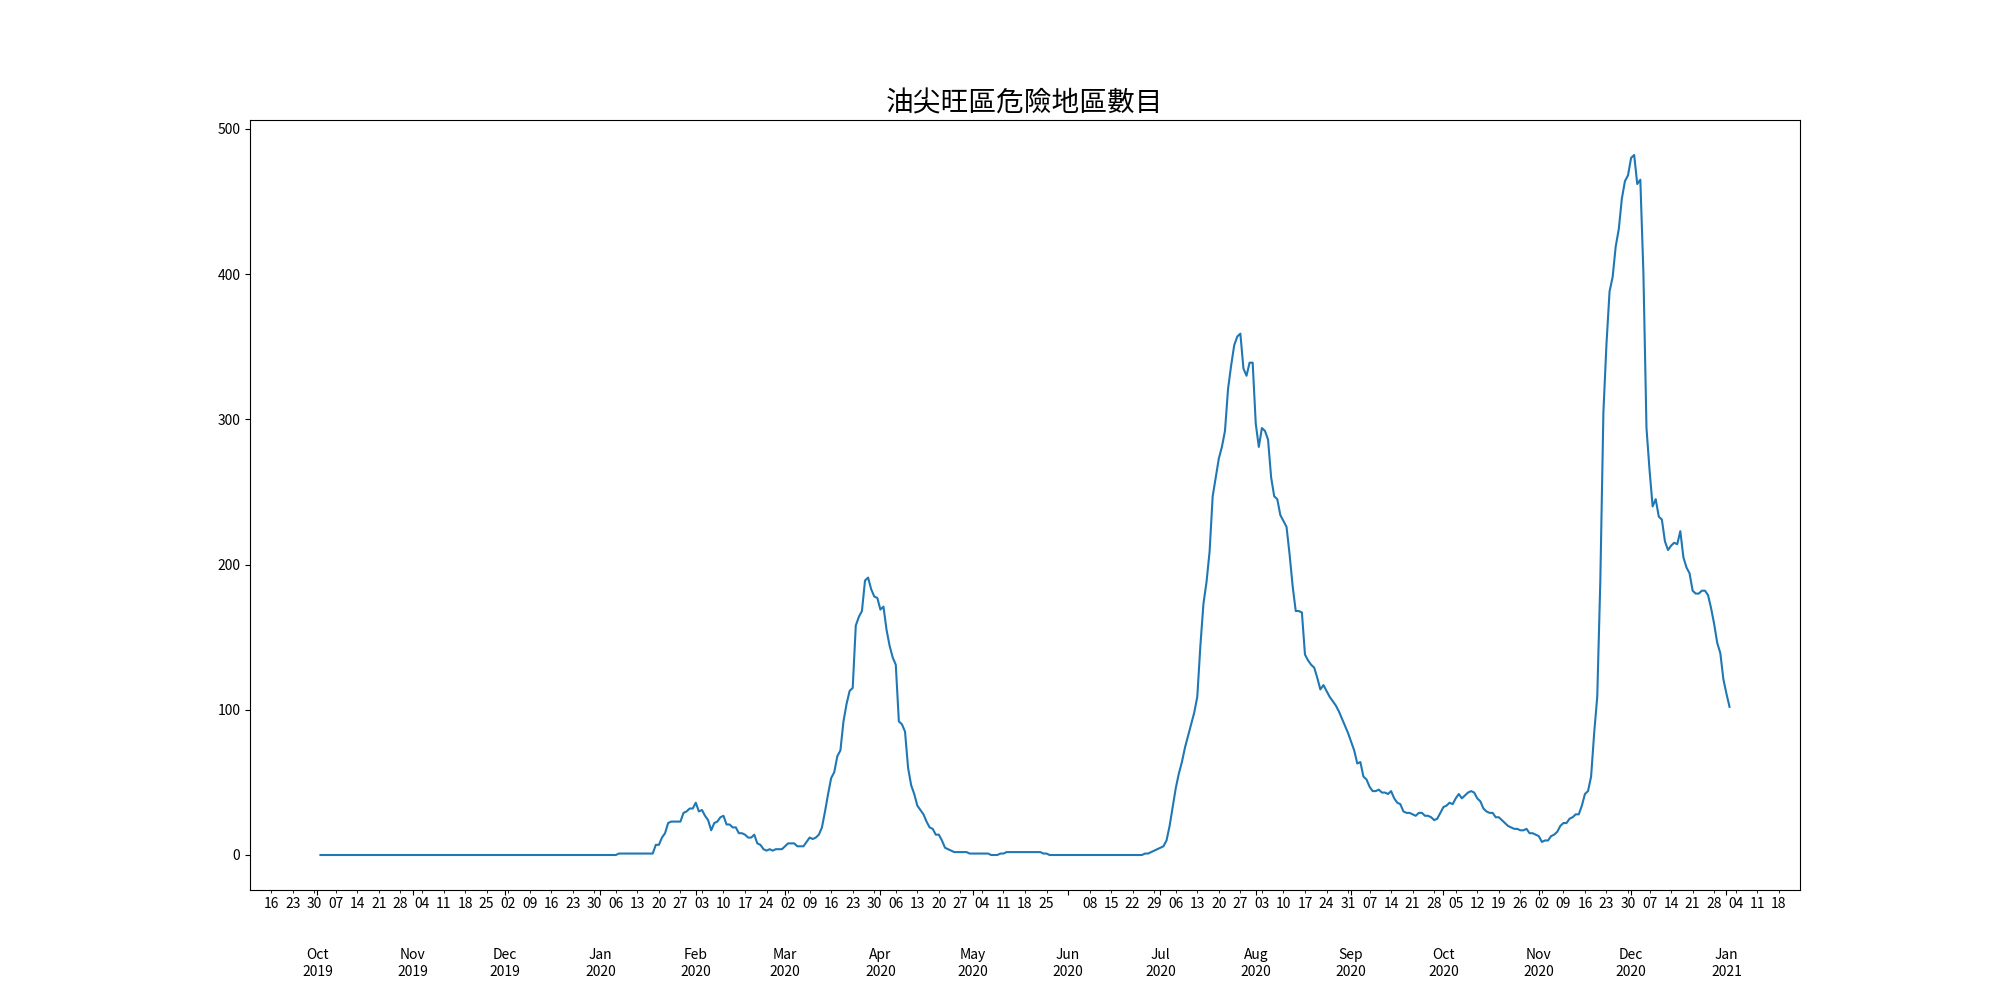 油尖旺區危險地區數目
500
400
300
200
100
0
16 23 30 07 14 21 28 04 11 18 25 02 09 16 23 30 06 13 20 27 03 10 17 24 02 09 16 23 30 06 13 20 27 04 11 18 25 08 15 22 29 06 13 20 27 03 10 17 24 31 07 14 21 28 05 12 19 26 02 09 16 23 30 07 14 21 28 04 11 18
Oct Nov Dec Jan Feb Mar Apr May Jun Jul Aug Sep Oct Nov Dec Jan
2019 2019 2019 2020 2020 2020 2020 2020 2020 2020 2020 2020 2020 2020 2020 2021